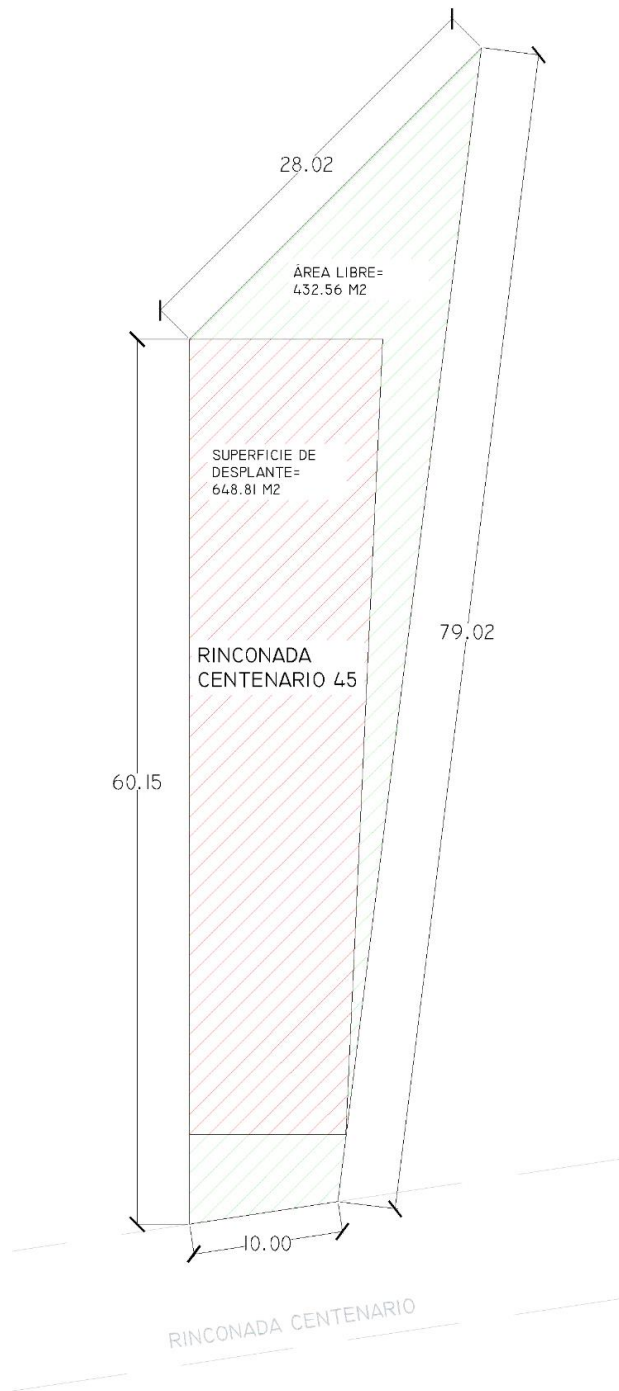 28.02
ÁREA LIBRE=
432.56 M2
SUPERFICIE DE
DESPLANTE=
648.81 M2
79.02
RINCONADA
CENTENARIO 45
60.15
10.00
RINCONADA CENTENARIO